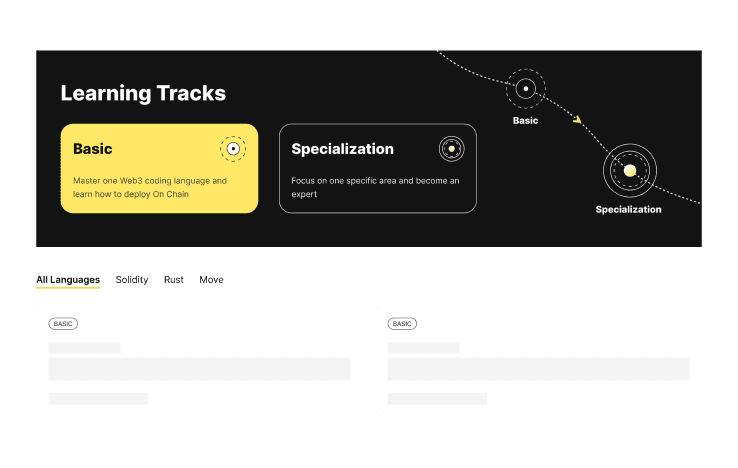 Learning Tracks
Basic
Master one Web3 coding language and
learn how to deploy On Chain
Specialization
Focus on one specific area and become an
expert
Basic
Specialization
All Languages
Solidity
Rust
Move
BASIC
BASIC